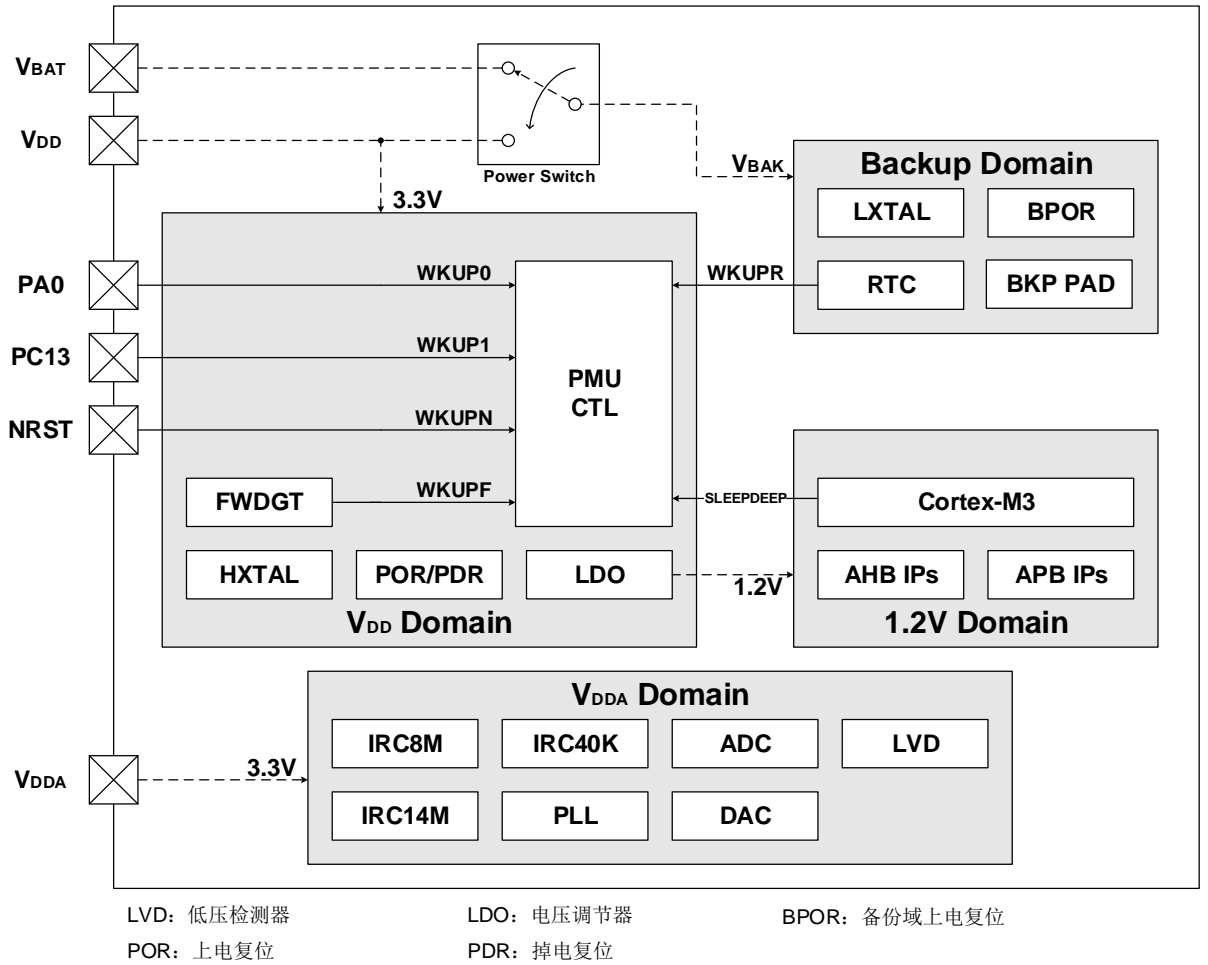 VBAT
VDD
Power Switch
VBAK
3.3V
Backup Domain
LXTAL
BPOR
RTC
BKP PAD
PA0
WKUP0
WKUPR
PC13
WKUP1
PMU
CTL
NRST
WKUPN
FWDGT
WKUPF
SLEEPDEEP
Cortex-M3
HXTAL
POR/PDR
LDO
1.2V
AHB IPs
APB IPs
VDD Domain
1.2V Domain
VDDA Domain
IRC8M
IRC40K
ADC
LVD
VDDA
3.3V
IRC14M
PLL
DAC
LVD：低压检测器
LDO：电压调节器
BPOR：备份域上电复位
POR：上电复位
PDR：掉电复位